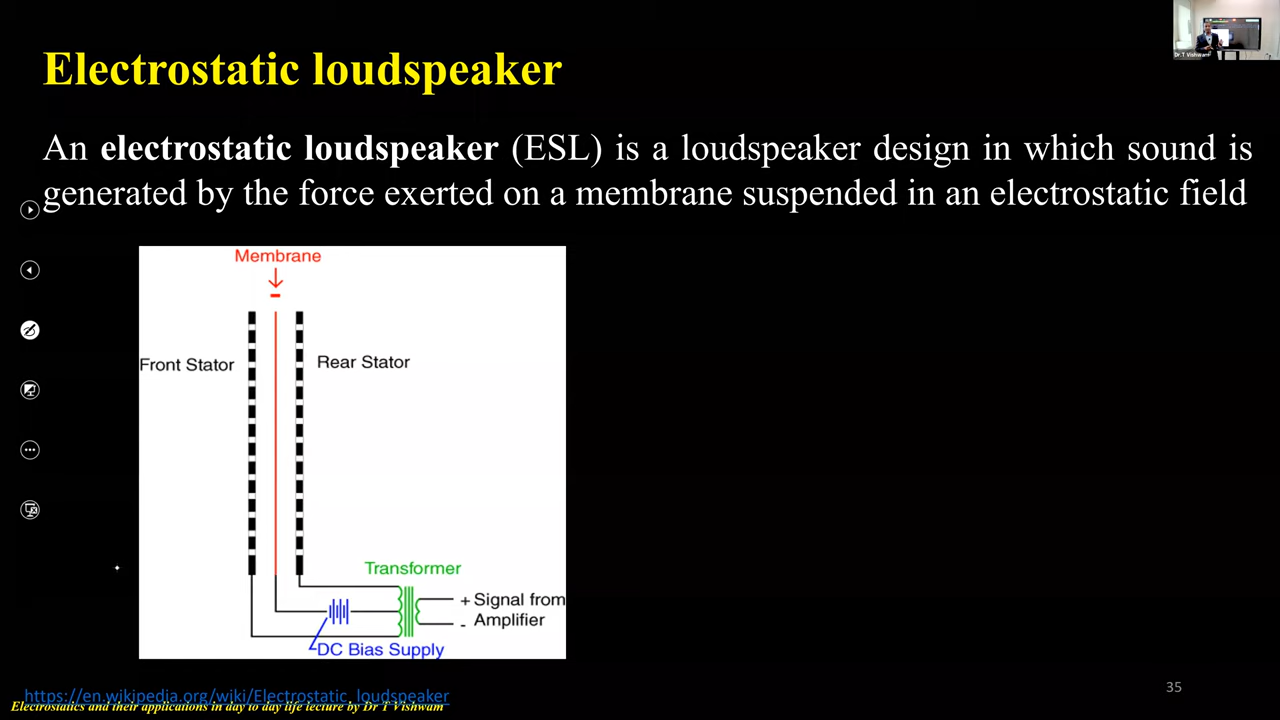 Dr T Vishwam
Electrostatic loudspeaker
An electrostatic loudspeaker (ESL) is a loudspeaker design in which sound is
generated by the force exerted on a membrane suspended in an electrostatic field
Membrane
-
Front Stator
Rear Stator
Transformer
+ Signal from
- Amplifier
DC Bias Supply
35
https://en.wikipedia.org/wiki/Electrostatic_loudspeaker
Electrostatics and their applications in day to day life lecture by Dr T Vishwam